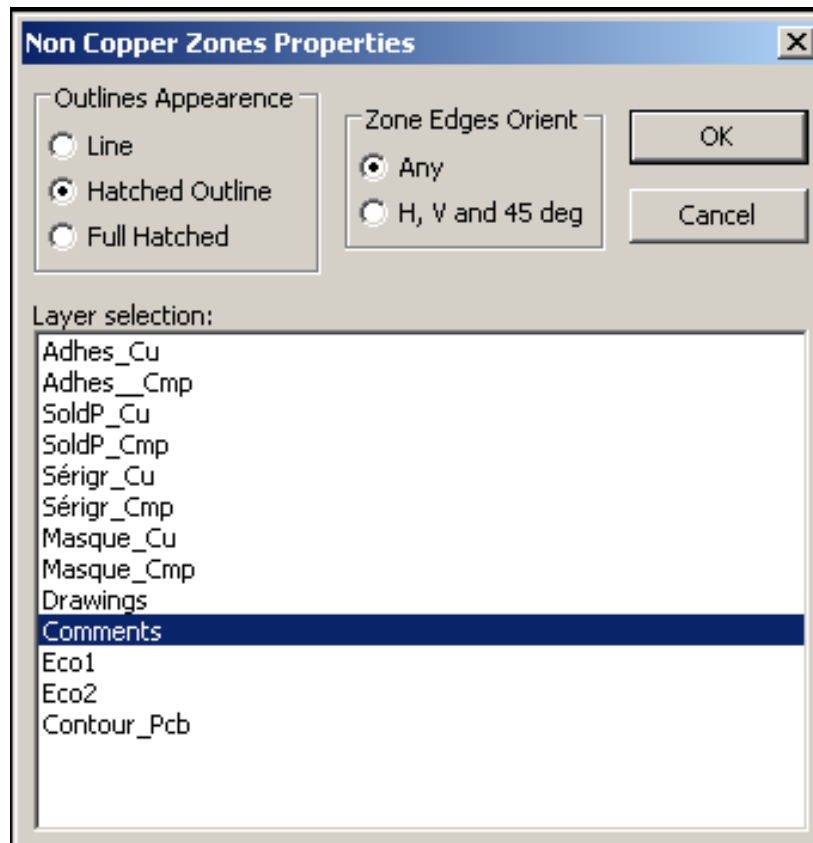 Non Copper Zones Properties
Outlines Appearence
Line
Hatched Outline
Full Hatched
Zone Edges Orient
Any
H, V and 45 deg
OK
Cancel
Layer selection:
Adhes_Cu
Adhes__Cmp
SoldP_Cu
SoldP_Cmp
Sérigr_Cu
Sérigr_Cmp
Masque_Cu
Masque_Cmp
Drawings
Comments
Eco1
Eco2
Contour_Pcb